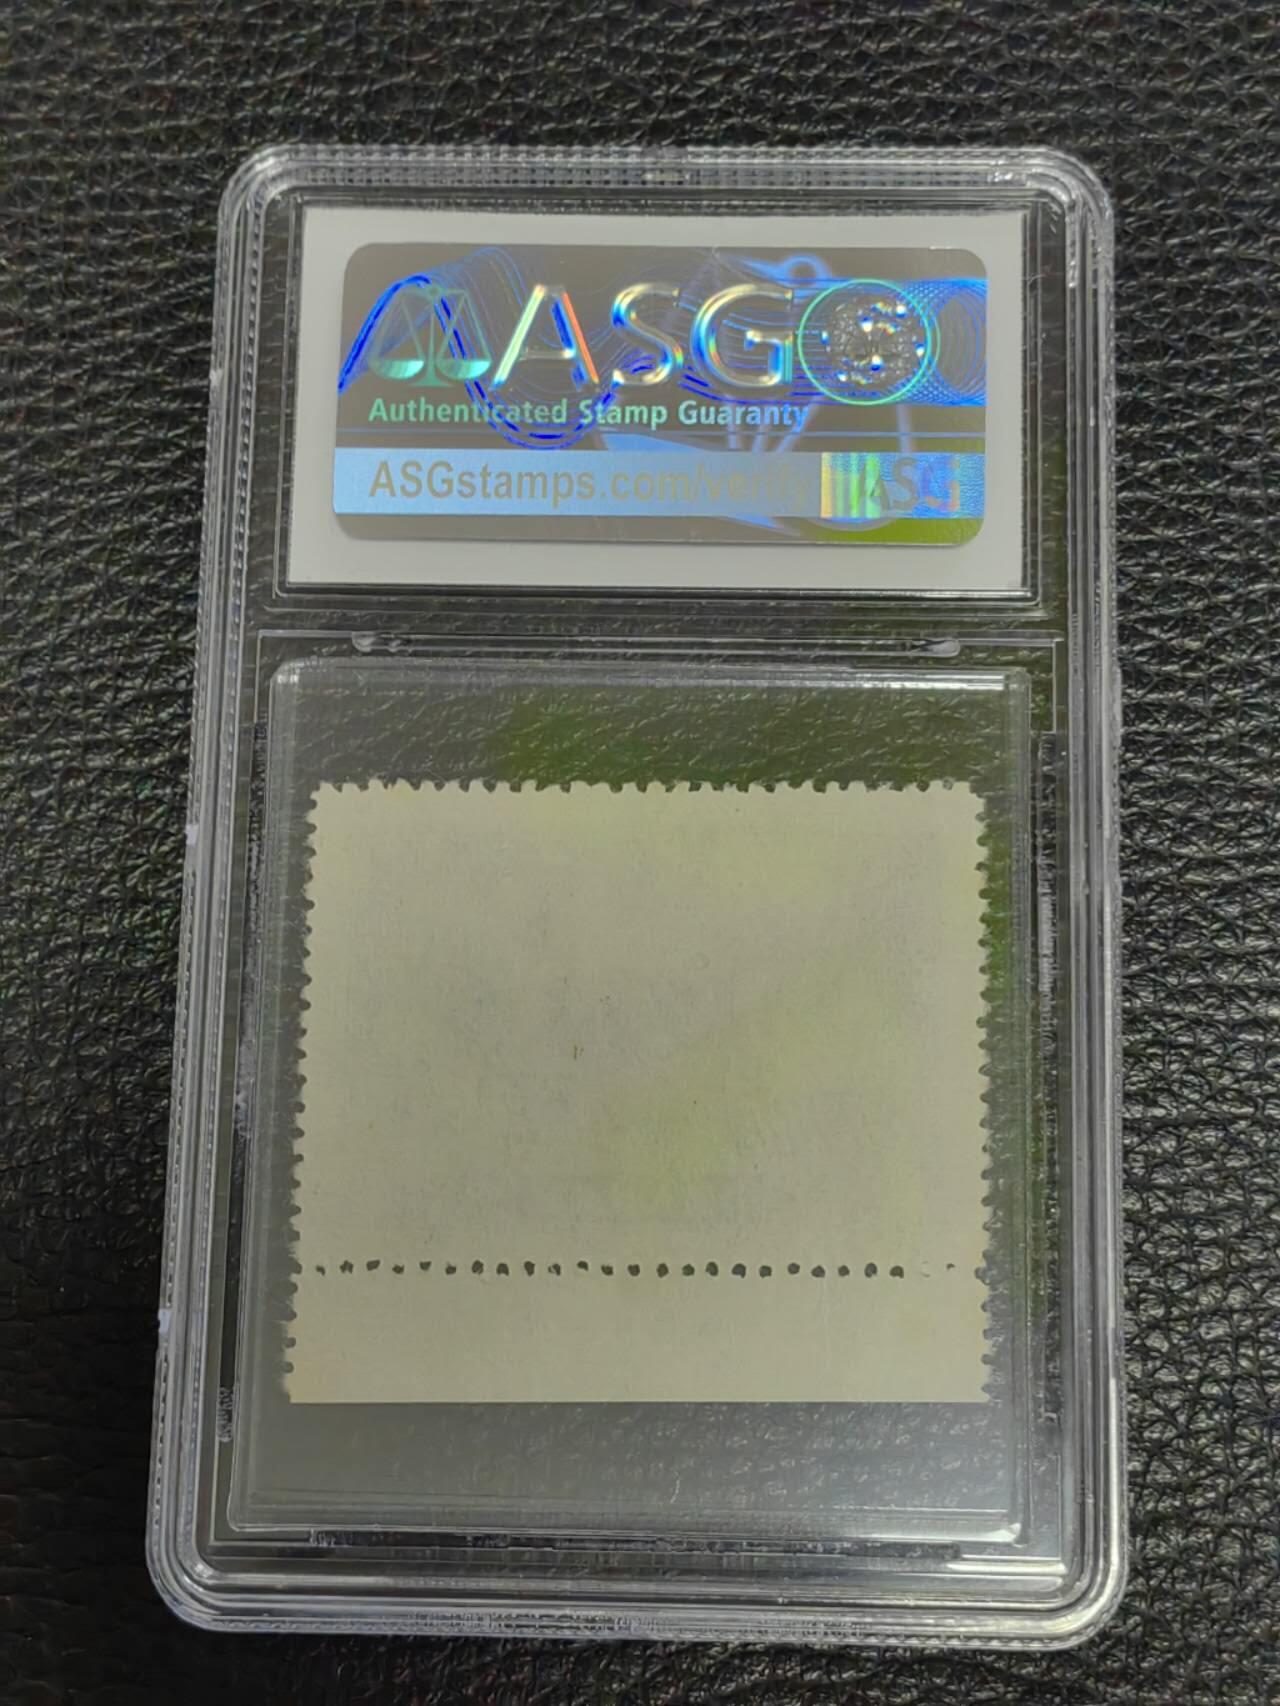 ASG
Authenticated Stamp Guaranty
ASGstamps.com/verify ASG